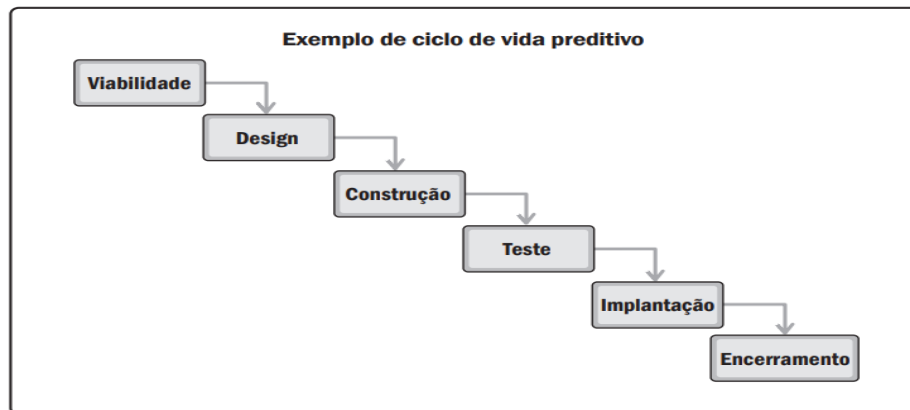 Exemplo de ciclo de vida preditivo
Viabilidade
Design
Construção
Teste
Implantação
Encerramento